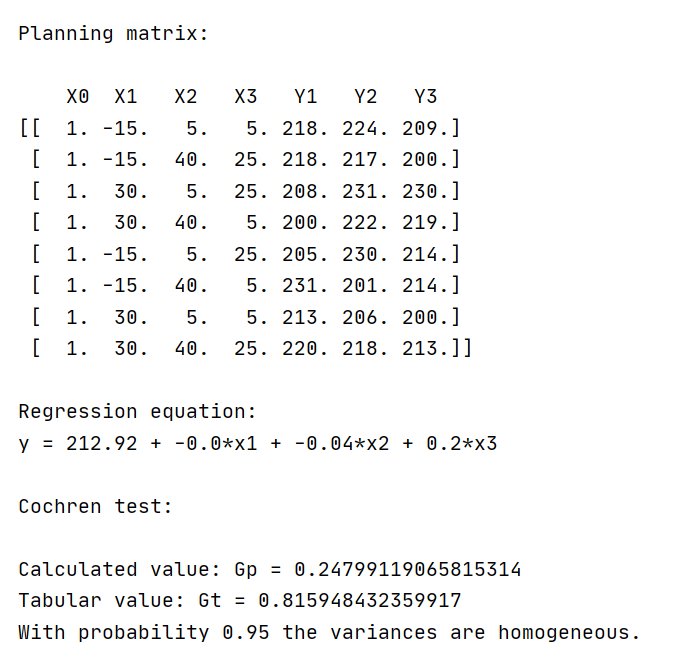 Planning matrix:
X0 X1 X2 X3 Y1 Y2 Y3
[[ 1. -15. 5. 5. 218. 224. 209.]
[ 1. -15. 40. 25. 218. 217. 200.]
[ 1. 30. 5. 25. 208. 231. 230.]
[ 1. 30. 40. 5. 200. 222. 219.]
[ 1. -15. 5. 25. 205. 230. 214.]
[ 1. -15. 40. 5. 231. 201. 214.]
[ 1. 30. 5. 5. 213. 206. 200.]
[ 1. 30. 40. 25. 220. 218. 213.]]
Regression equation:
y = 212.92 + -0.0*x1 + -0.04*x2 + 0.2*x3
Cochren test:
Calculated value: Gp = 0.24799119065815314
Tabular value: Gt = 0.815948432359917
With probability 0.95 the variances are homogeneous.